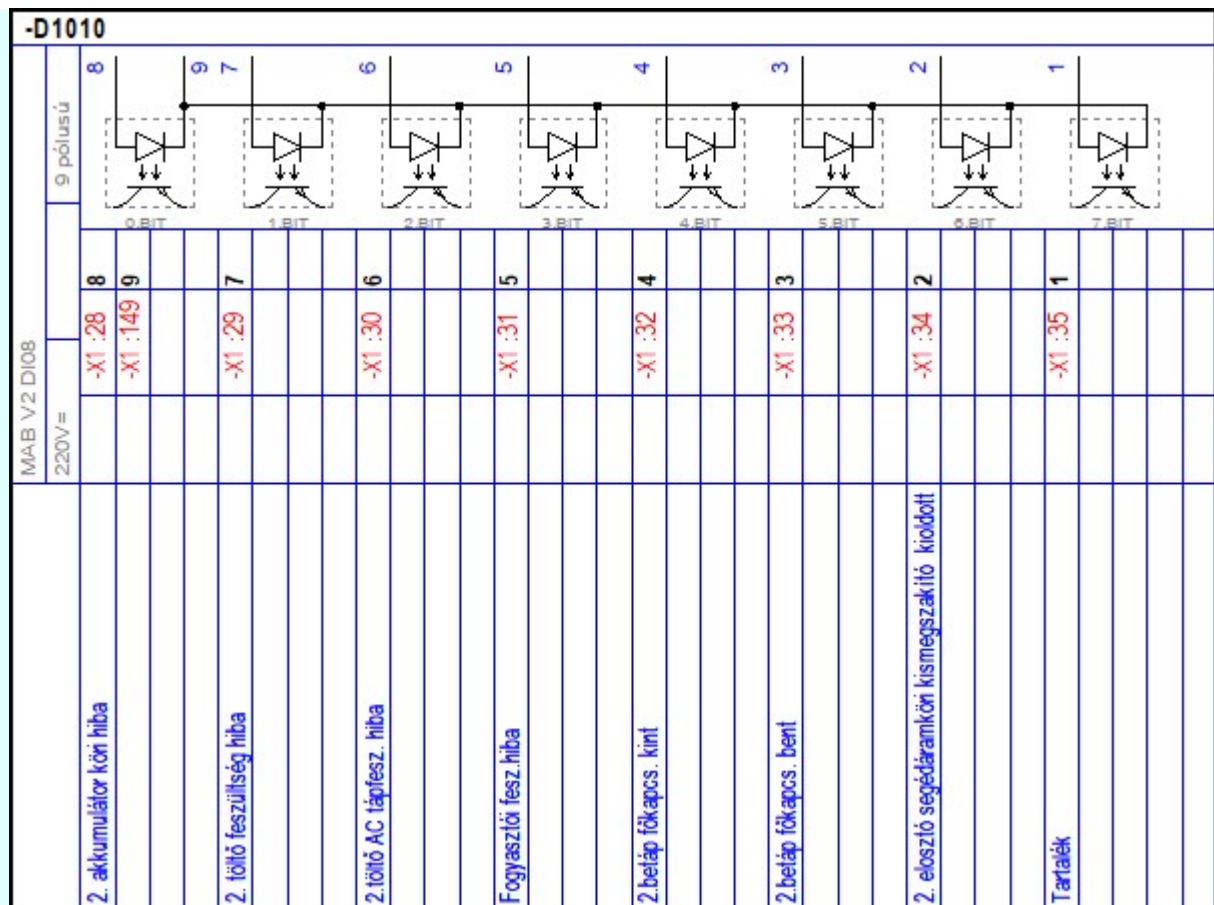 -D1010
MAB V2 DI08
9 pólusú
220V=
8
9
7
6
5
4
3
2
1
0.BIT
1.BIT
2.BIT
3.BIT
4.BIT
5.BIT
6.BIT
7.BIT
8
9
7
6
5
4
3
2
1
-X1 :28
-X1 :149
-X1 :29
-X1 :30
-X1 :31
-X1 :32
-X1 :33
-X1 :34
-X1 :35
2. akkumulátor köri hiba
2. töltő feszültség hiba
2.töltő AC tápfesz. hiba
Fogyasztói fesz.hiba
2.betáp főkapcs. kint
2.betáp főkapcs. bent
2. elosztó segédáramköri kismegszakító kioldott
Tartalék